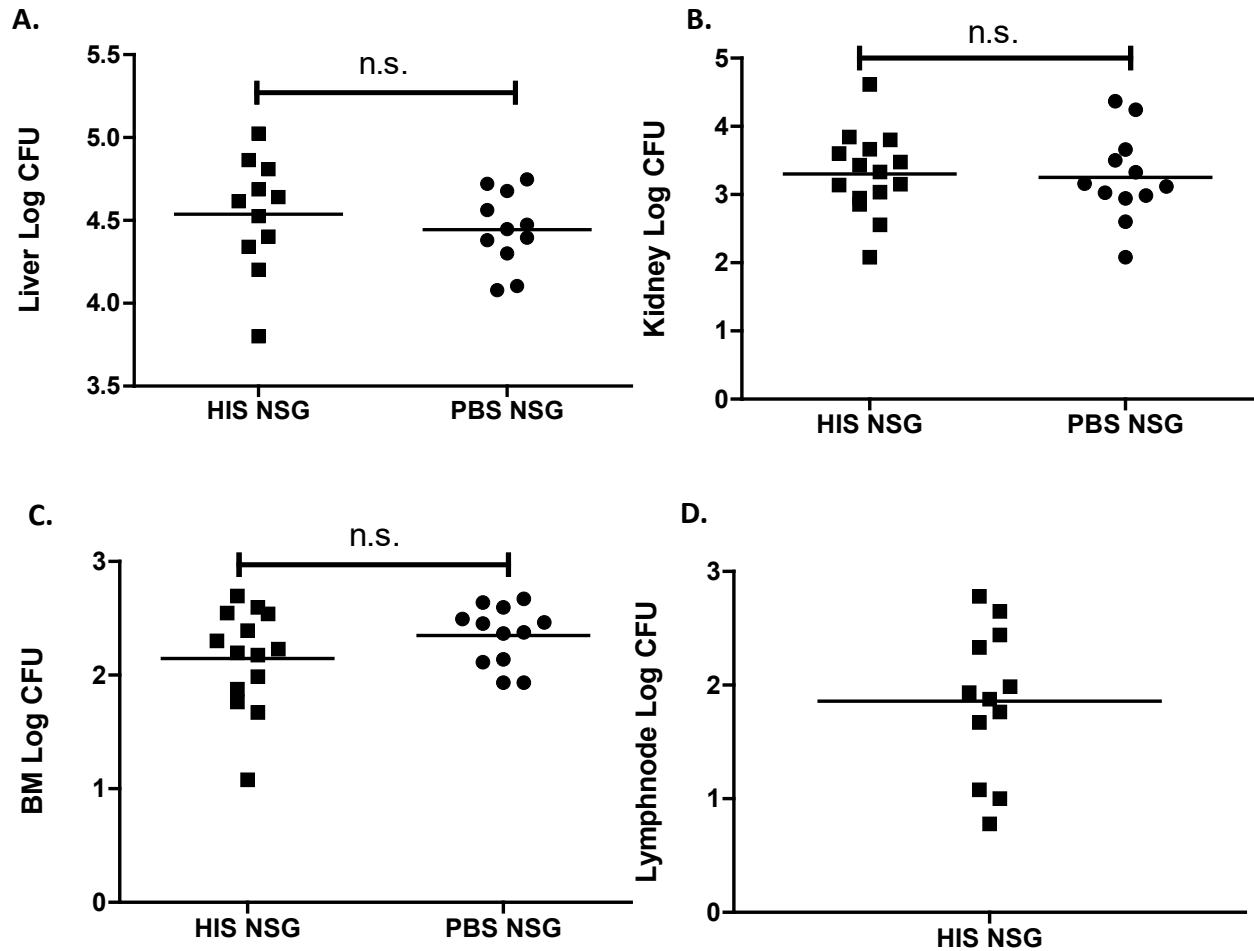 A.
n.s.
Liver Log CFU
5.5
5.0
4.5
4.0
3.5
HIS NSG
PBS NSG
B.
n.s.
Kidney Log CFU
5
4
3
2
1
0
HIS NSG
PBS NSG
C.
n.s.
BM Log CFU
3
2
1
0
HIS NSG
PBS NSG
D.
Lymphnode Log CFU
3
2
1
0
HIS NSG